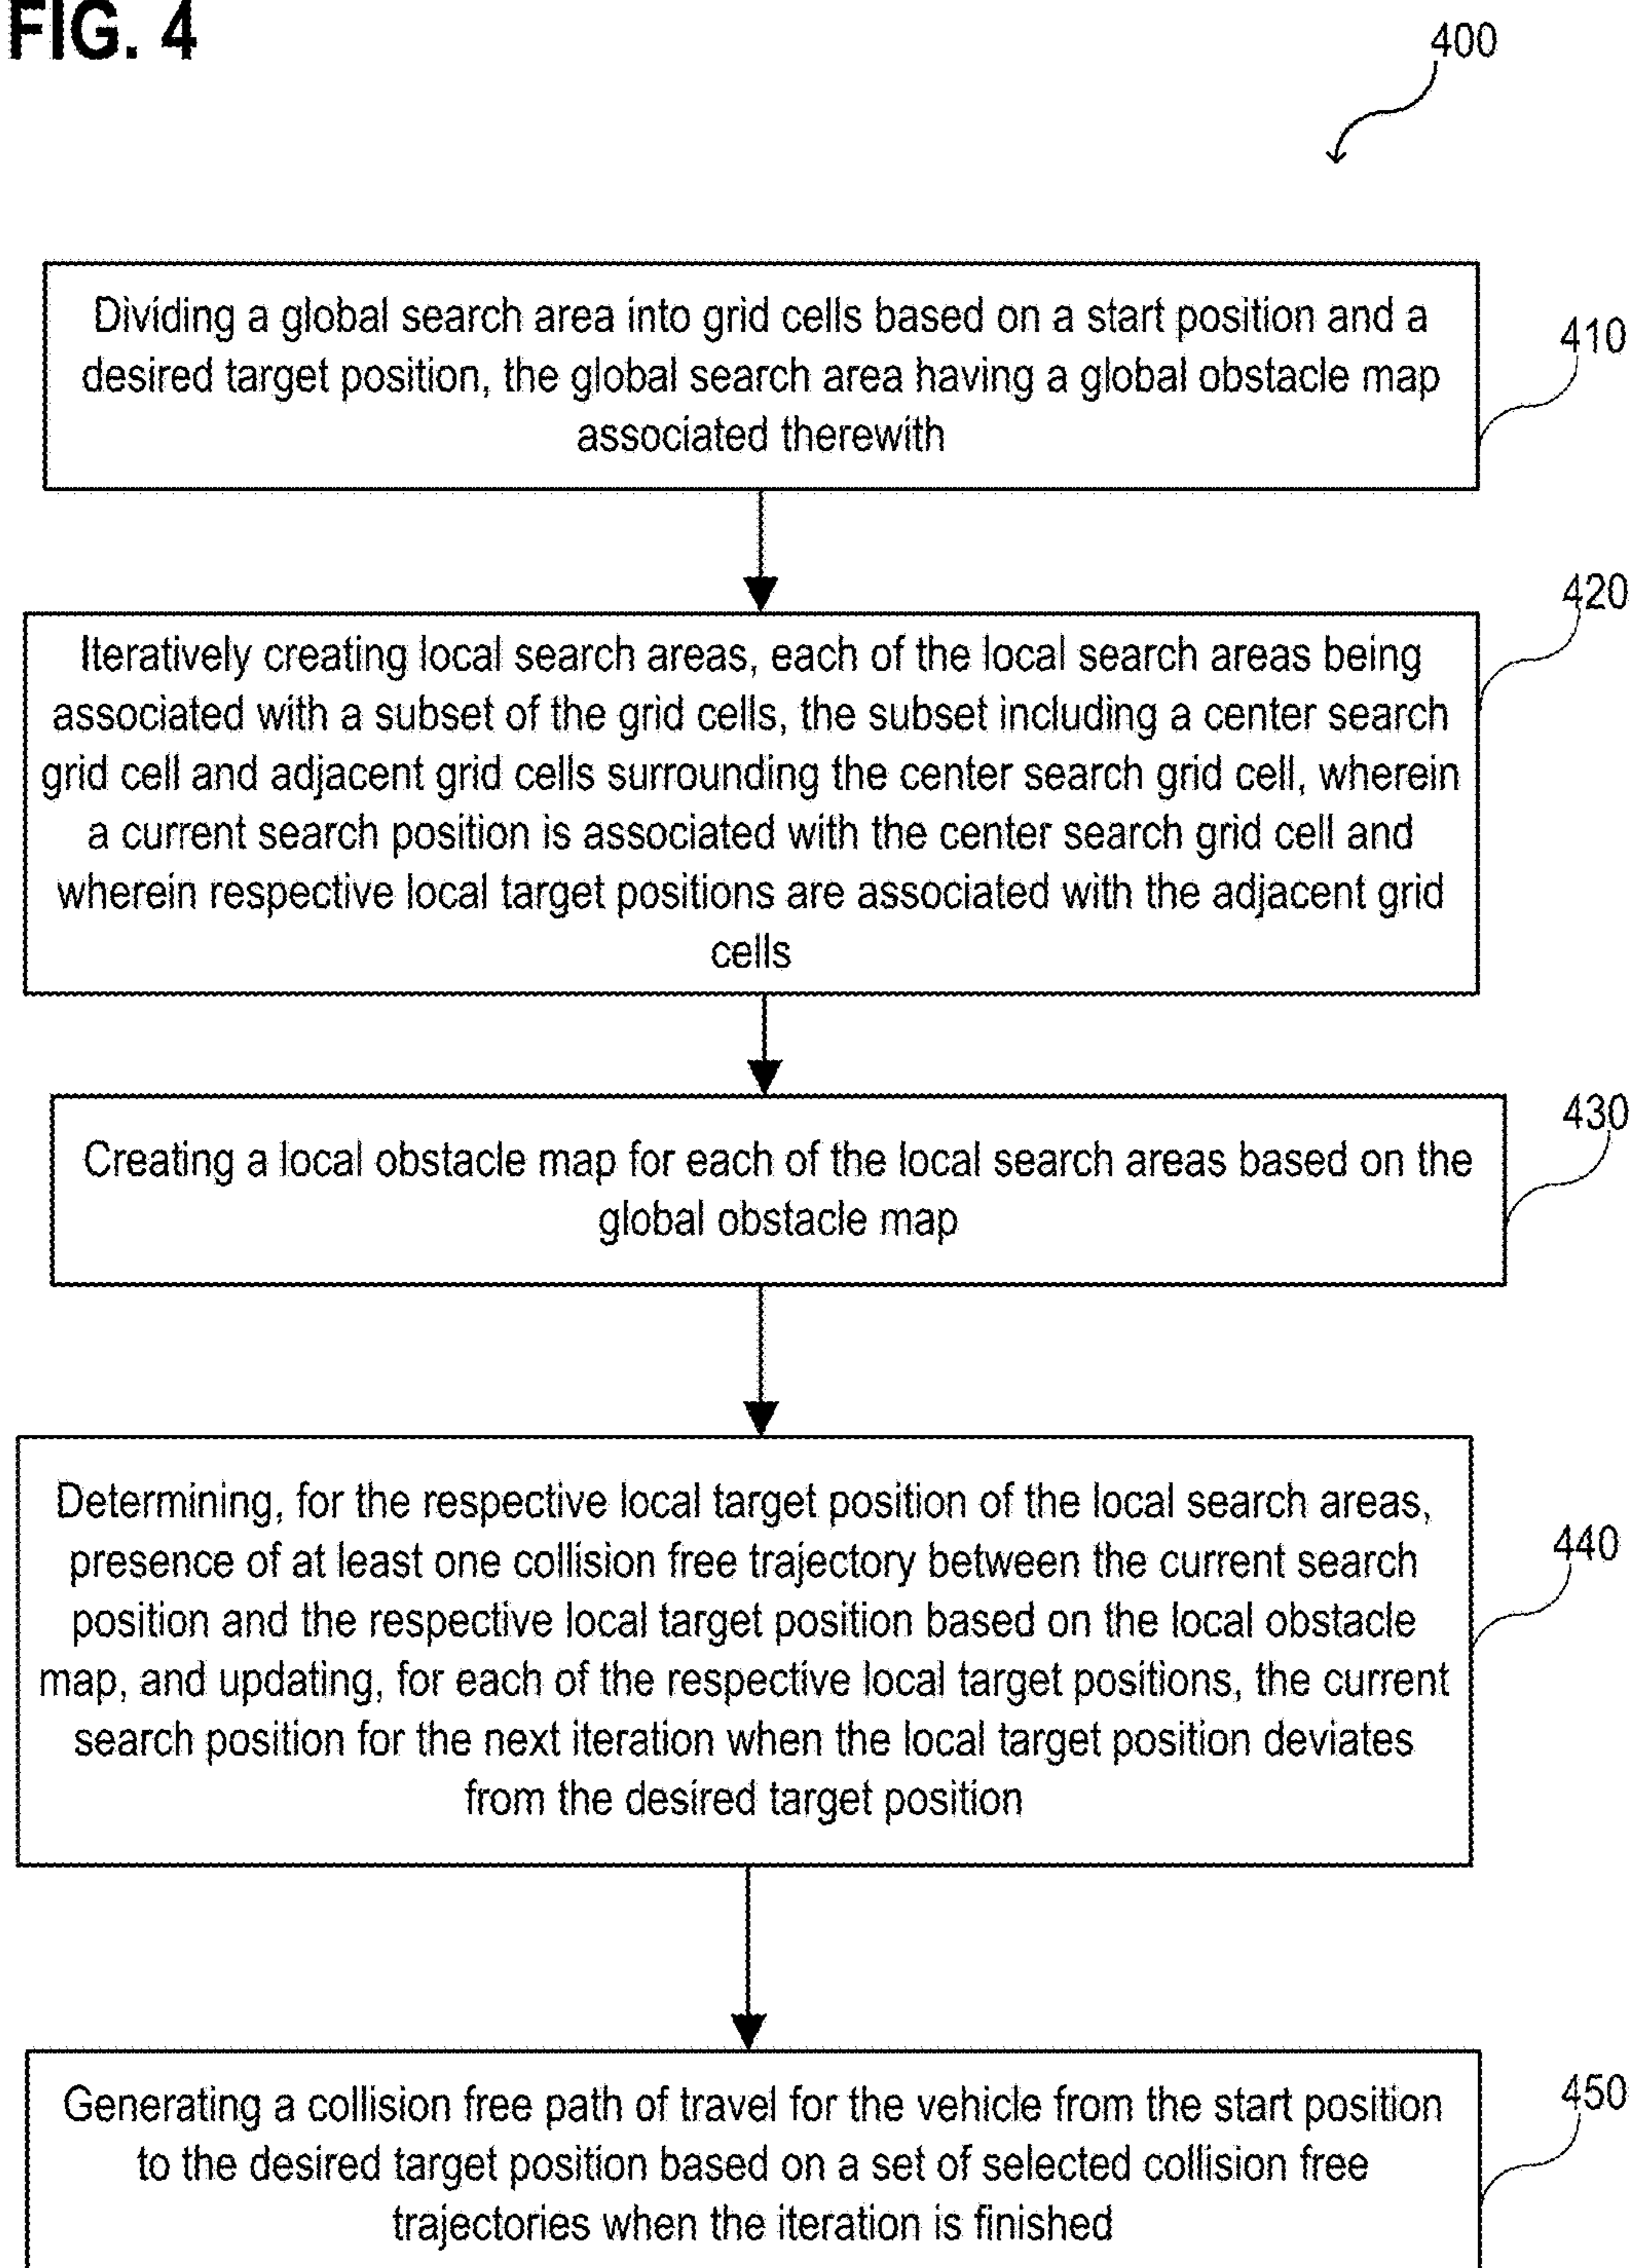 FIG. 4
400
Dividing a global search area into grid cells based on a start position and a
desired target position, the global search area having a global obstacle map
associated therewith
410
420
Iteratively creating local search areas, each of the local search areas being
associated with a subset of the grid cells, the subset including a center search
grid cell and adjacent grid cells surrounding the center search grid cell, wherein
a current search position is associated with the center search grid cell and
wherein respective local target positions are associated with the adjacent grid
cells
430
Creating a local obstacle map for each of the local search areas based on the
global obstacle map
Determining, for the respective local target position of the local search areas,
presence of at least one collision free trajectory between the current search
position and the respective local target position based on the local obstacle
map, and updating, for each of the respective local target positions, the current
search position for the next iteration when the local target position deviates
from the desired target position
440
Generating a collision free path of travel for the vehicle from the start position
to the desired target position based on a set of selected collision free
trajectories when the iteration is finished
450